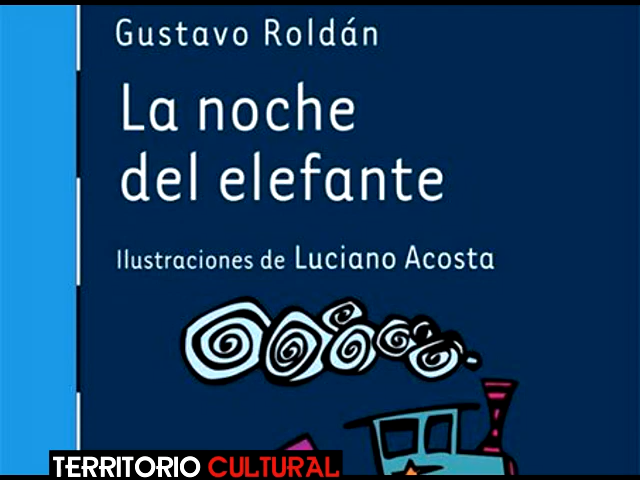 Gustavo Roldán
La noche
del elefante
Ilustraciones de Luciano Acosta
TERRITORIO CULTURAL